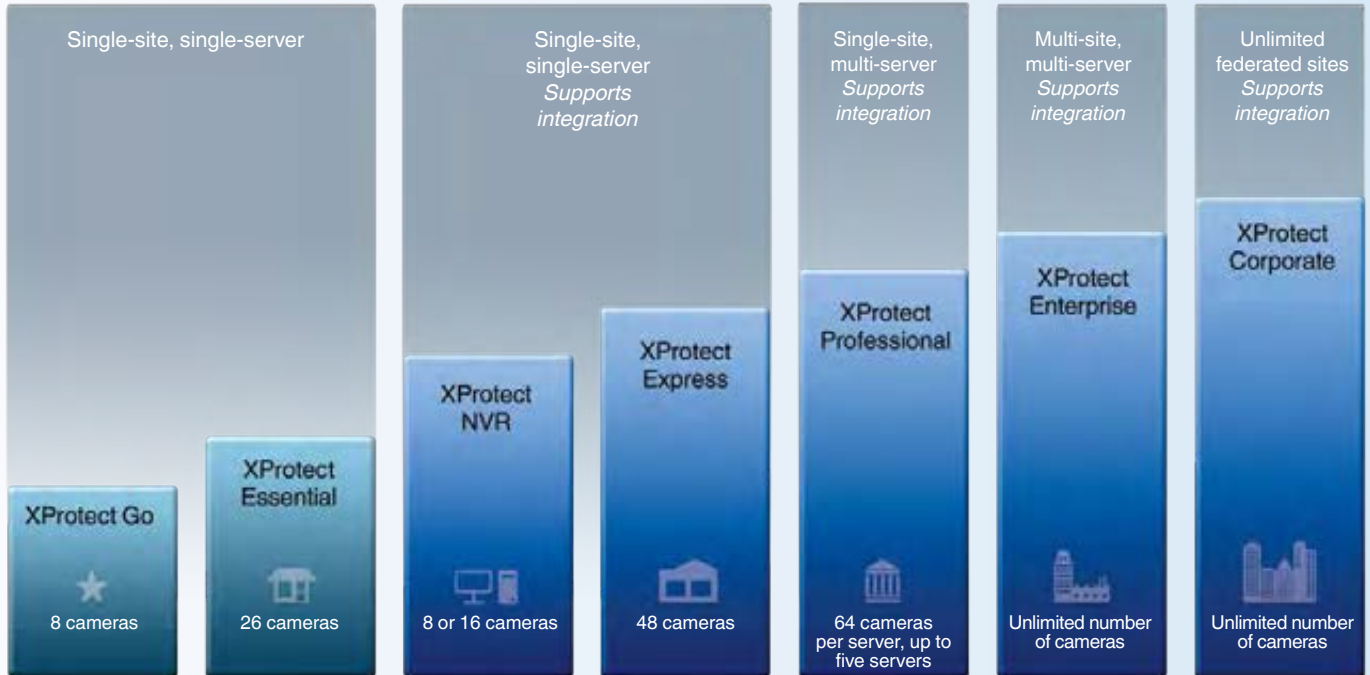 Single-site, single-server
Single-site,
single-server
Supports
integration
Single-site,
multi-server
Supports
integration
Multi-site,
multi-server
Supports
integration
Unlimited
federated sites
Supports
integration
XProtect Go
8 cameras
XProtect
Essential
26 cameras
XProtect
NVR
8 or 16 cameras
XProtect
Express
48 cameras
XProtect
Professional
64 cameras
per server, up to
five servers
XProtect
Enterprise
Unlimited number
of cameras
XProtect
Corporate
Unlimited number
of cameras